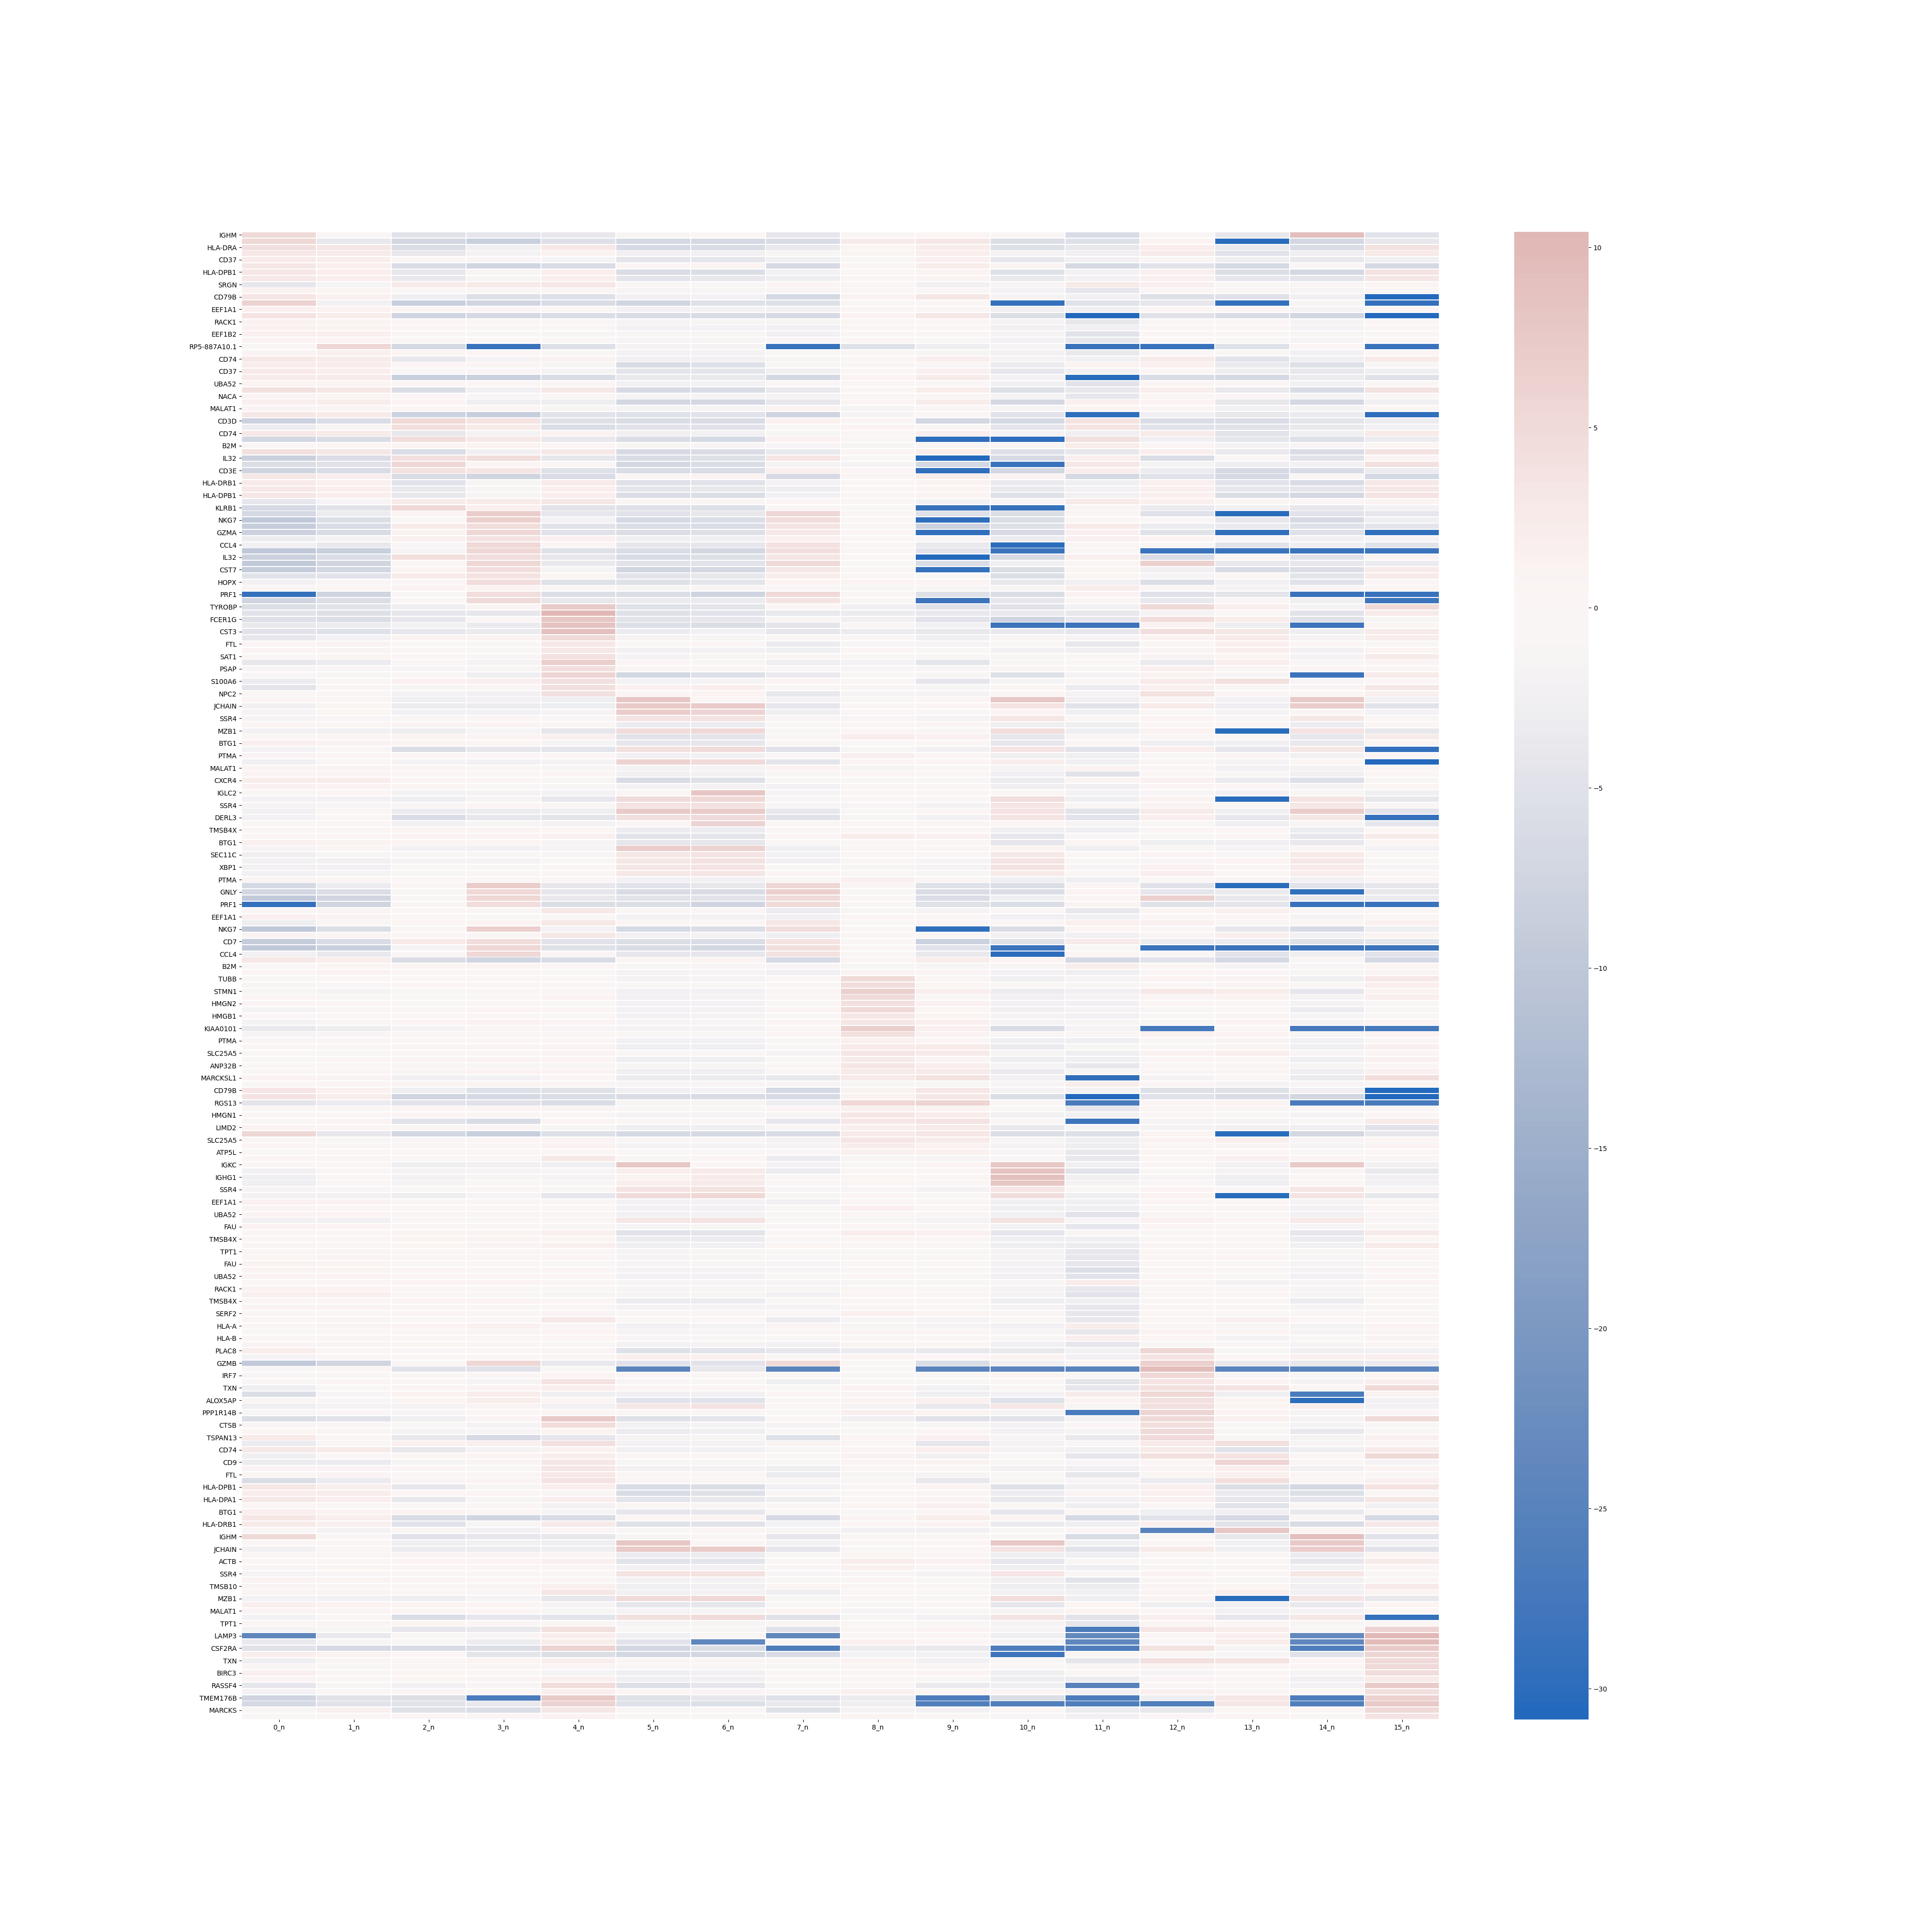 IGHM
HLA-DRA
CD37
HLA-DPB1
SRGN
CD79B
EEF1A1
RACK1
EEF1B2
RP5-887A10.1
CD74
CD37
UBA52
NACA
MALAT1
CD3D
CD74
B2M
IL32
CD3E
HLA-DRB1
HLA-DPB1
KLRB1
NKG7
GZMA
CCL4
IL32
CST7
HOPX
PRF1
TYROBP
FCER1G
CST3
FTL
SAT1
PSAP
S100A6
NPC2
JCHAIN
SSR4
MZB1
BTG1
PTMA
MALAT1
CXCR4
IGLC2
SSR4
DERL3
TMSB4X
BTG1
SEC11C
XBP1
PTMA
GNLY
PRF1
EEF1A1
NKG7
CD7
CCL4
B2M
TUBB
STMN1
HMGN2
HMGB1
KIAA0101
PTMA
SLC25A5
ANP32B
MARCKSL1
CD79B
RGS13
HMGN1
LIMD2
SLC25A5
ATP5L
IGKC
IGHG1
SSR4
EEF1A1
UBA52
FAU
TMSB4X
TPT1
FAU
UBA52
RACK1
TMSB4X
SERF2
HLA-A
HLA-B
PLAC8
GZMB
IRF7
TXN
ALOX5AP
PPP1R14B
CTSB
TSPAN13
CD74
CD9
FTL
HLA-DPB1
HLA-DPA1
BTG1
HLA-DRB1
IGHM
JCHAIN
ACTB
SSR4
TMSB10
MZB1
MALAT1
TPT1
LAMP3
CSF2RA
TXN
BIRC3
RASSF4
TMEM176B
MARCKS
0_n 1_n 2_n 3_n 4_n 5_n 6_n 7_n 8_n 9_n 10_n 11_n 12_n 13_n 14_n 15_n
10
5
0
−5
−10
−15
−20
−25
−30